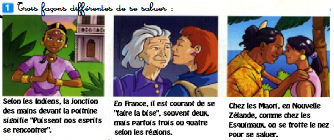 1 Trois façons différentes de se saluer :
Selon les Indiens, la jonction
des mains devant la poitrine
signifie "Puissent nos esprits
se rencontrer".
En France, il est courant de se
"faire la bise", souvent deux,
mais parfois trois ou quatre
selon les régions.
Chez les Maori, en Nouvelle
Zélande, comme chez les
Esquimaux, on se frotte le nez
pour se saluer.